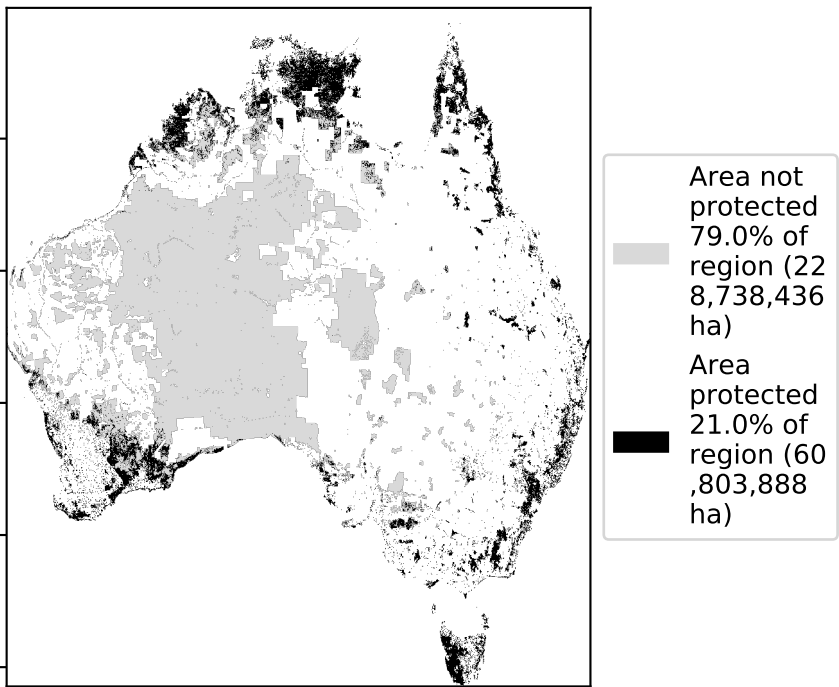 Area not
protected
79.0% of
region (22
8,738,436
ha)
Area
protected
21.0% of
region (60
,803,888
ha)